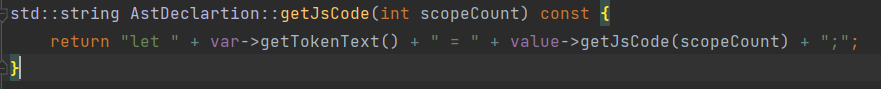 std::string AstDeclartion::getJsCode(int scopeCount) const {
return "let " + var->getTokenText() + " = " + value->getJsCode(scopeCount) + ";";
}